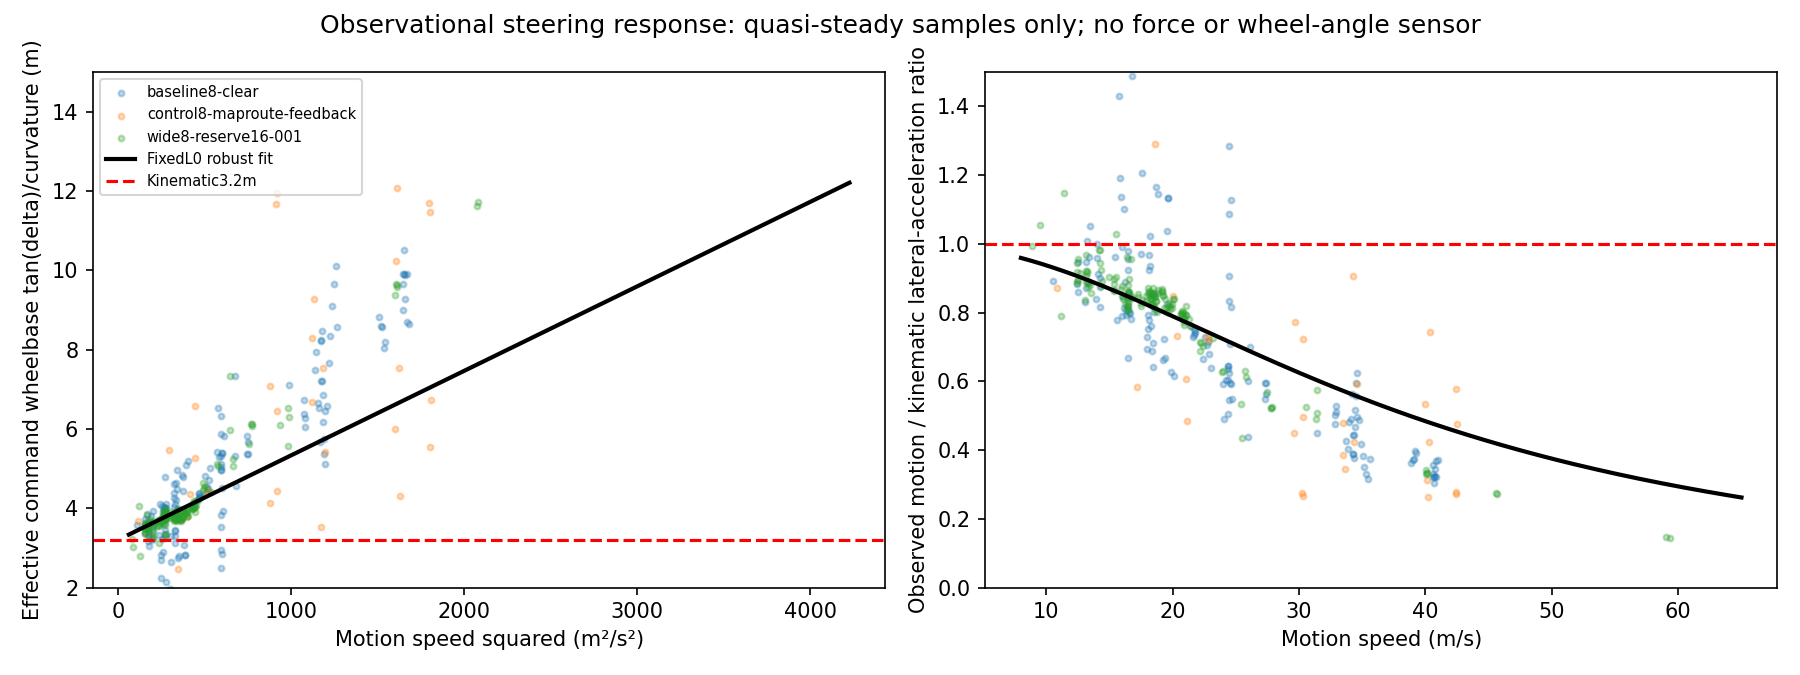 Observational steering response: quasi-steady samples only; no force or wheel-angle sensor
Effective command wheelbase tan(delta)/curvature (m)
14
12
10
8
6
4
2
baseline8-clear
control8-maproute-feedback
wide8-reserve16-001
FixedL0 robust fit
Kinematic3.2m
0
1000
2000
3000
4000
Motion speed squared (m²/s²)
Observed motion / kinematic lateral-acceleration ratio
1.4
1.2
1.0
0.8
0.6
0.4
0.2
0.0
10
20
30
40
50
60
Motion speed (m/s)